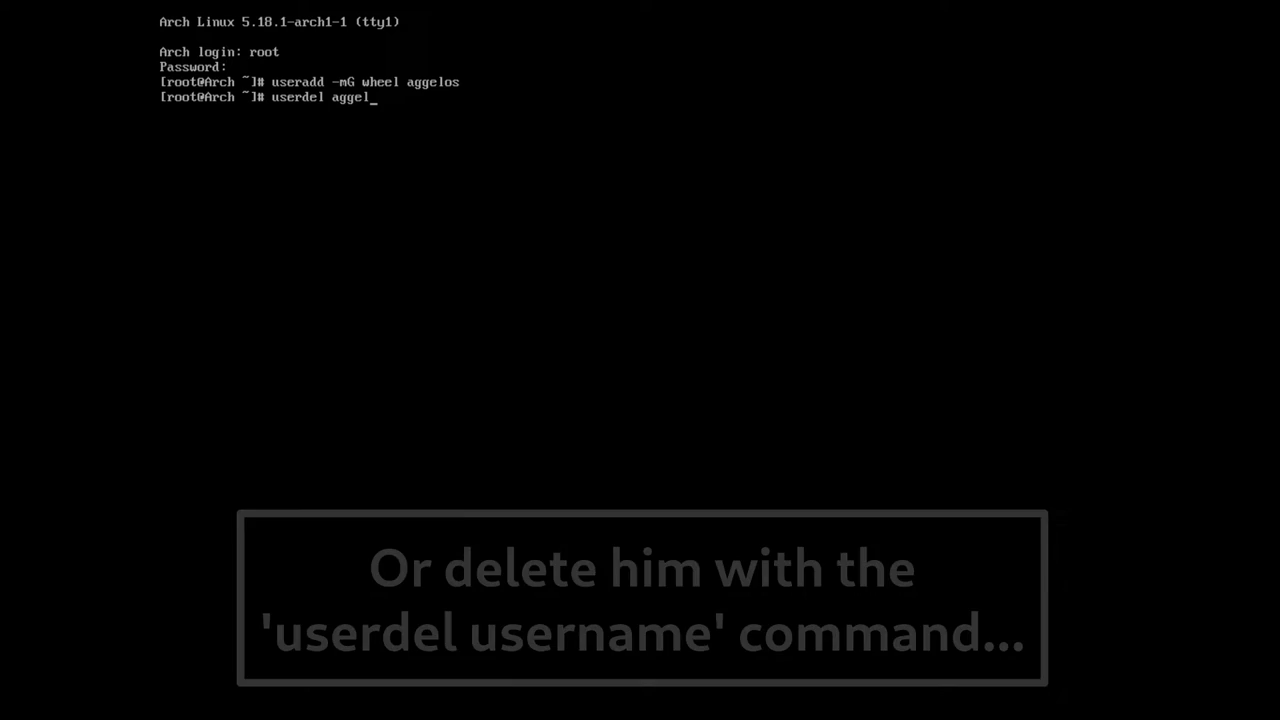 Arch Linux 5.18.1-arch1-1 (tty1)
Arch login: root
Password:
[root@Arch ~]# useradd -mG wheel aggelos
[root@Arch ~]# userdel aggel_
Or delete him with the
'userdel username' command...